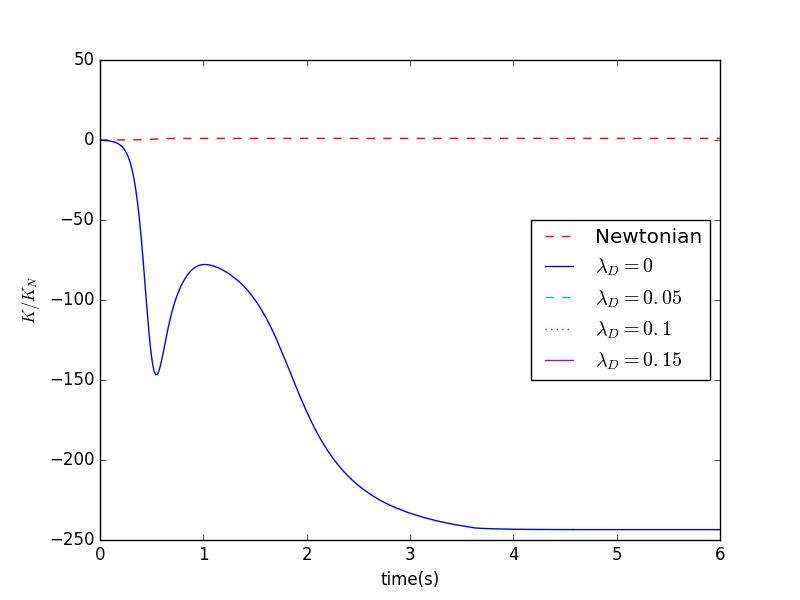 50
0
−50
−100
−150
−200
−250
K/K_N
0 1 2 3 4 5 6
time(s)
Newtonian
λ_D = 0
λ_D = 0.05
λ_D = 0.1
λ_D = 0.15